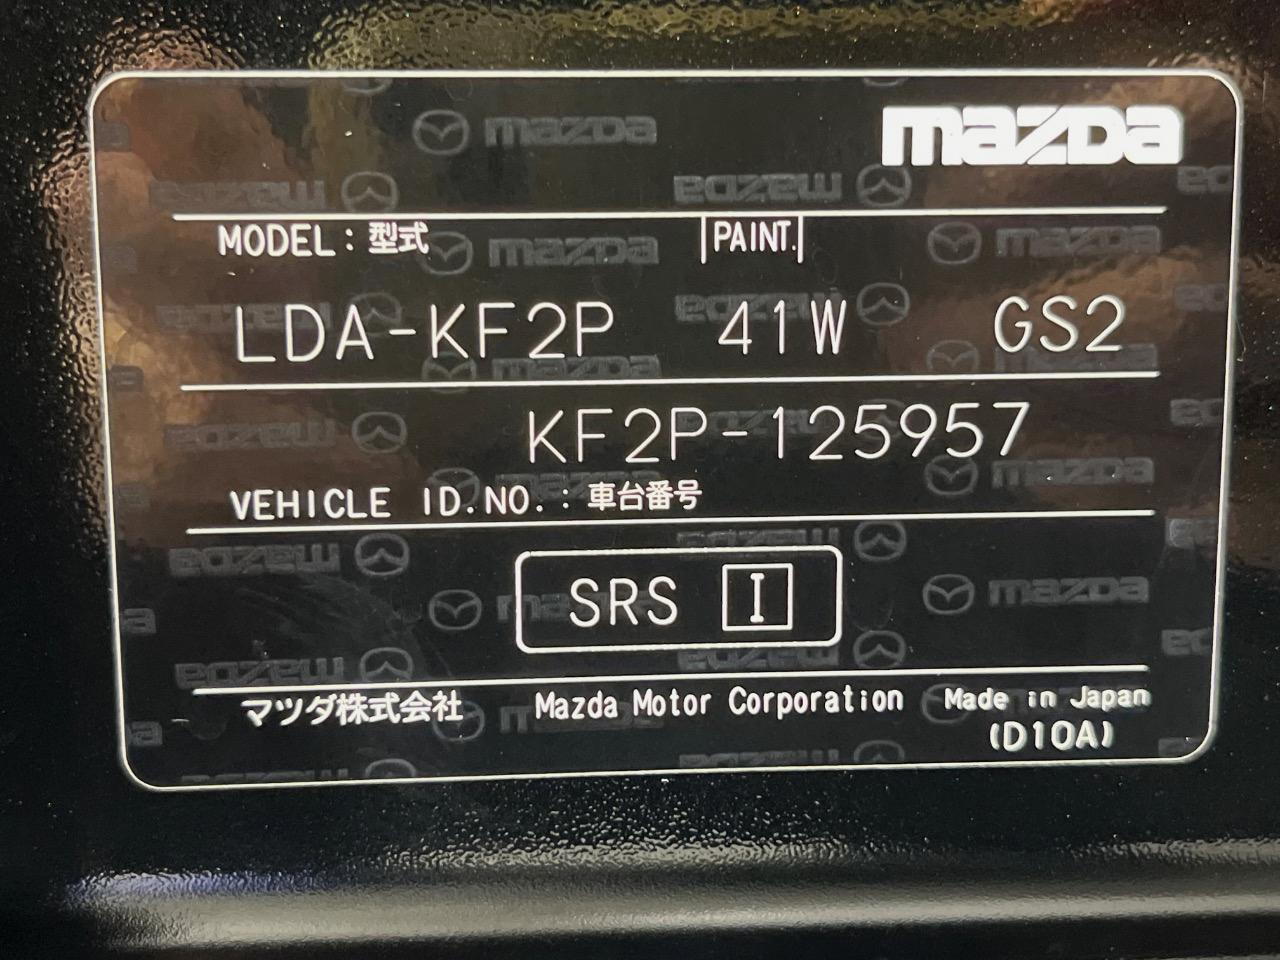 mazda
MODEL : 型式 PAINT.
LDA-KF2P 41W GS2
KF2P-125957
VEHICLE ID.NO. : 車台番号
SRS I
マツダ株式会社 Mazda Motor Corporation Made in Japan
(D10A)